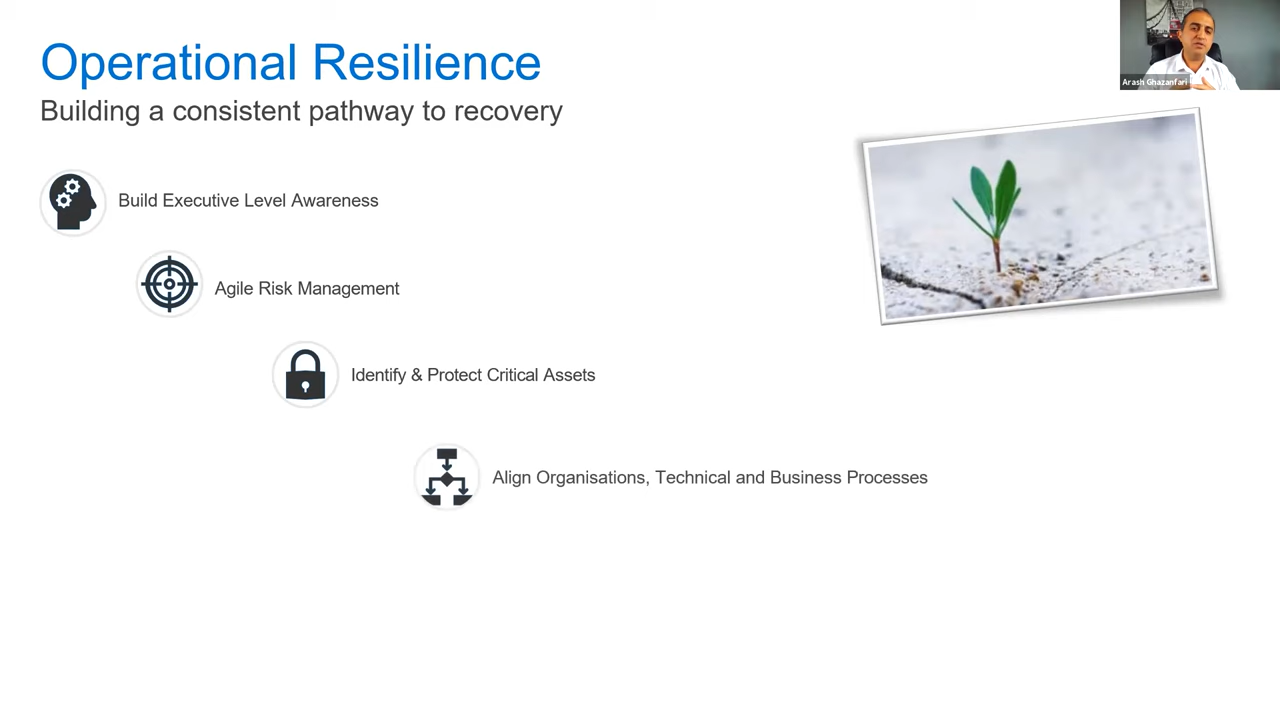 Operational Resilience
Building a consistent pathway to recovery
Arash Ghazanfari
Build Executive Level Awareness
Agile Risk Management
Identify & Protect Critical Assets
Align Organisations, Technical and Business Processes